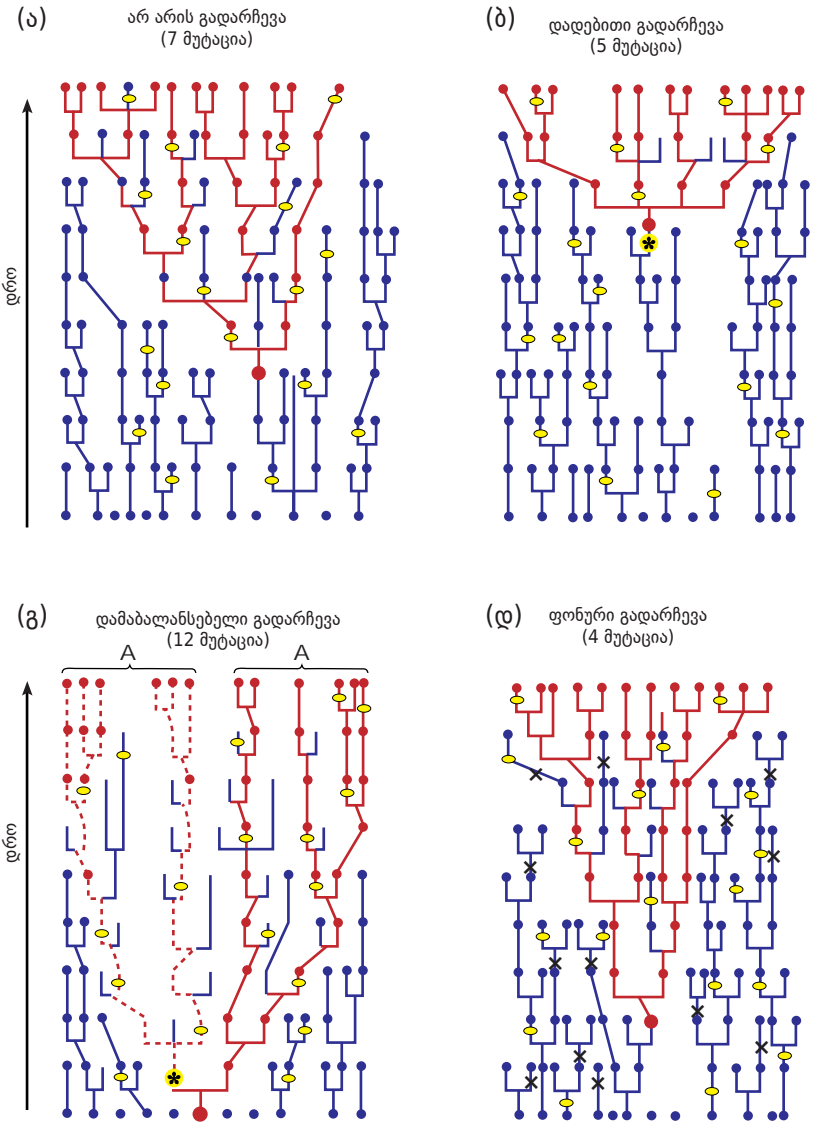 (ა)
არ არის გადარჩევა
(7 მუტაცია)
(ბ)
დადებითი გადარჩევა
(5 მუტაცია)
დრო
(გ)
დამაბალანსებელი გადარჩევა
(12 მუტაცია)
A
A
(დ)
ფონური გადარჩევა
(4 მუტაცია)
დრო